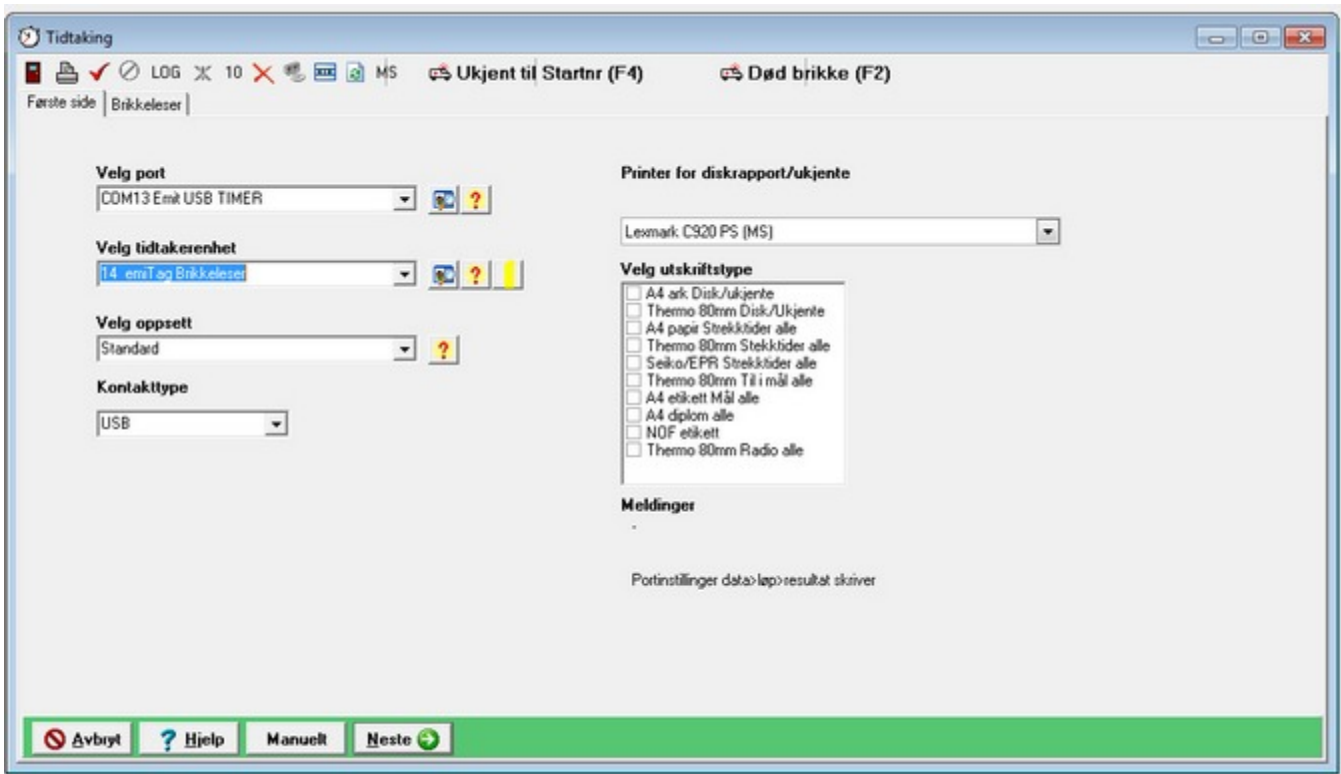 Tidtaking
LOG 10 MS Ukjent til Startnr (F4) Død brikke (F2)
Første side Brikkeleser
Velg port
COM13 Emit USB TIMER
Velg tidtakerenhet
14 emiTag Brikkeleser
Velg oppsett
Standard
Kontakttype
USB
Printer for diskrapport/ukjente
Lexmark C920 PS (MS)
Velg utskriftstype
A4 ark Disk/ukjente
Thermo 80mm Disk/Ukjente
A4 papir Strekktider alle
Thermo 80mm Stekktider alle
Seiko/EPR Strekktider alle
Thermo 80mm Til i mål alle
A4 etikett Mål alle
A4 diplom alle
NOF etikett
Thermo 80mm Radio alle
Meldinger
-
Portinstillinger data>løp>resultat skriver
Avbryt ? Hjelp Manuelt Neste